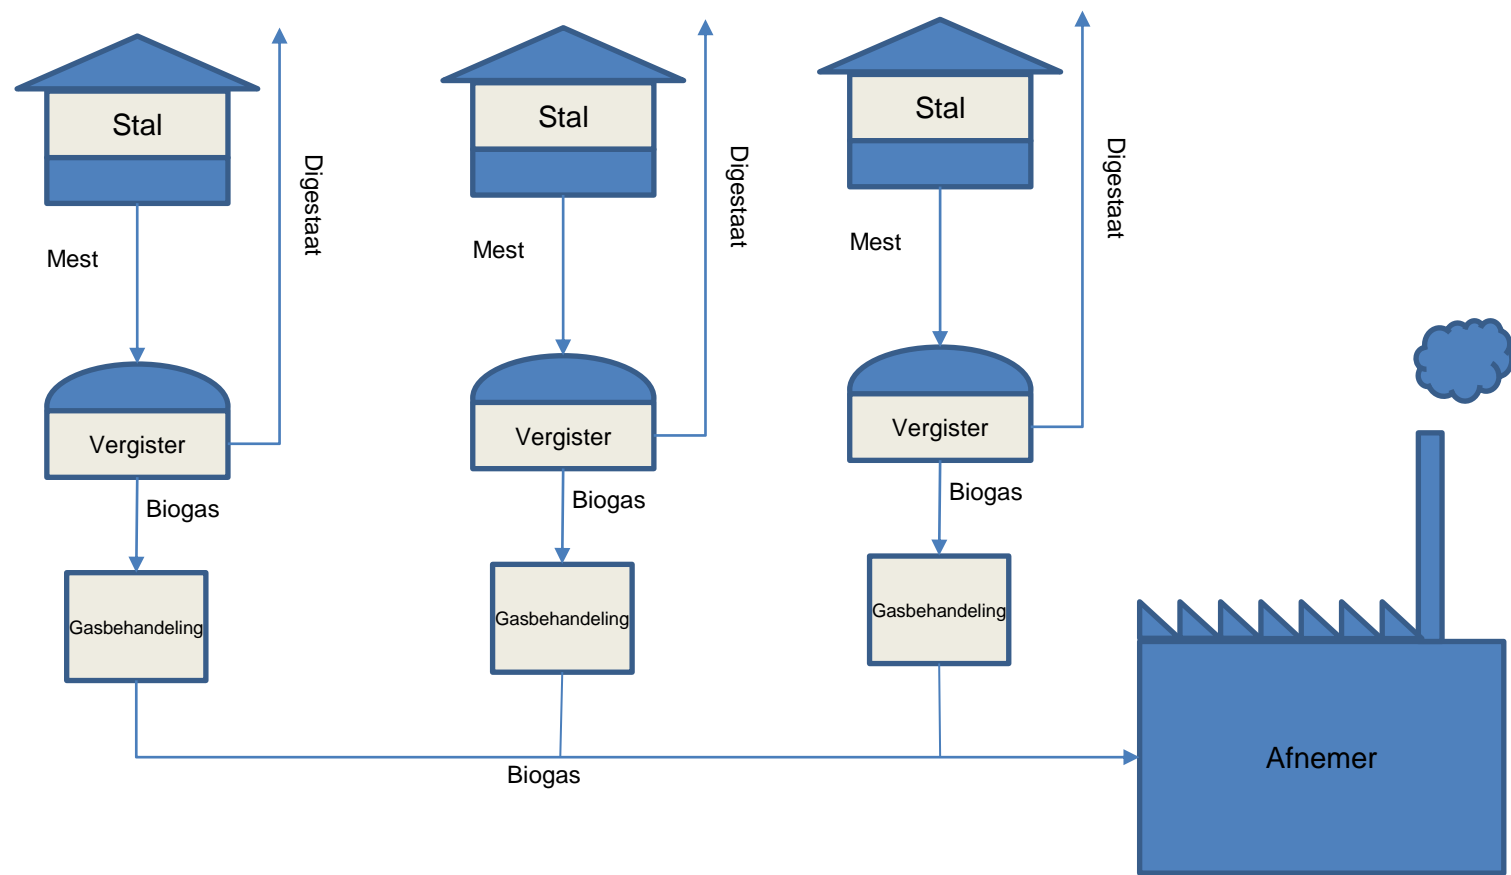 Stal
Stal
Stal
Digestaat
Digestaat
Digestaat
Mest
Mest
Mest
Vergister
Vergister
Vergister
Biogas
Biogas
Biogas
Gasbehandeling
Gasbehandeling
Gasbehandeling
Biogas
Afnemer